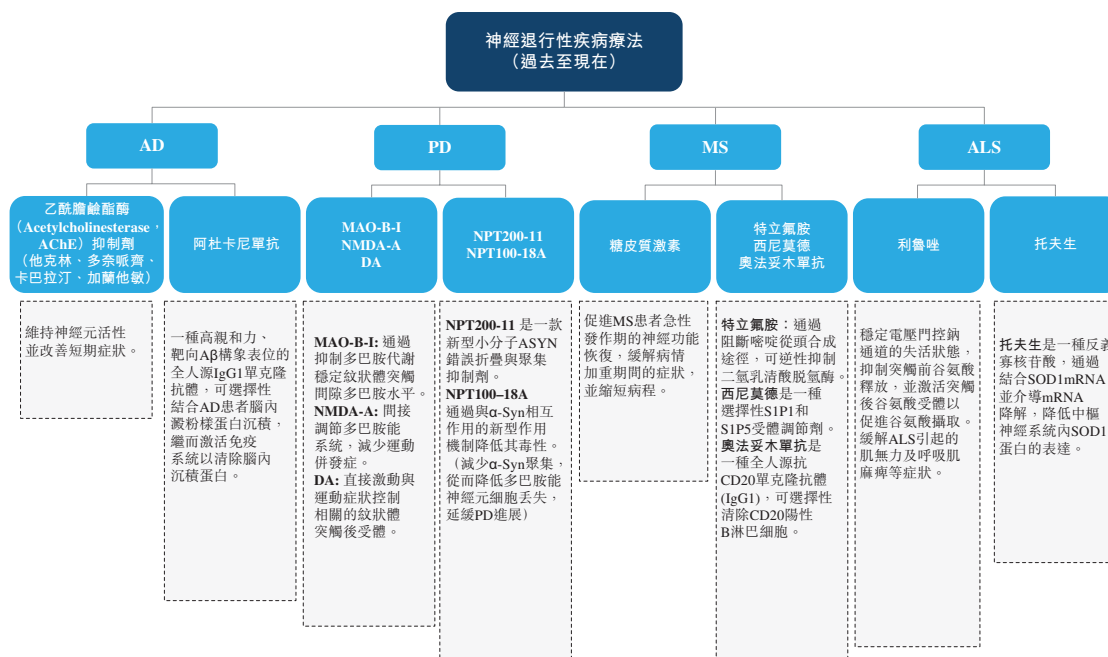 神經退行性疾病療法
（過去至現在）
AD
PD
MS
ALS
乙酰膽鹼酯酶
（Acetylcholinesterase，
AChE）抑制劑
（他克林、多奈哌齊、
卡巴拉汀、加蘭他敏）
阿杜卡尼單抗
MAO-B-I
NMDA-A
DA
NPT200-11
NPT100-18A
糖皮質激素
特立氟胺
西尼莫德
奧法妥木單抗
利魯唑
托夫生
維持神經元活性
並改善短期症狀。
一種高親和力、
靶向Aβ構象表位的
全人源IgG1單克隆
抗體，可選擇性
結合AD患者腦內
澱粉樣蛋白沉積，
繼而激活免疫
系統以清除腦內
沉積蛋白。
MAO-B-I: 通過
抑制多巴胺代謝
穩定紋狀體突觸
間隙多巴胺水平。
NMDA-A: 間接
調節多巴胺能
系統，減少運動
併發症。
DA: 直接激動與
運動症狀控制
相關的紋狀體
突觸後受體。
NPT200-11 是一款
新型小分子ASYN
錯誤折疊與聚集
抑制劑。
NPT100–18A
通過與α-Syn相互
作用的新型作用
機制降低其毒性。
（減少α-Syn聚集，
從而降低多巴胺能
神經元細胞丟失，
延緩PD進展）
促進MS患者急性
發作期的神經功能
恢復，緩解病情
加重期間的症狀，
並縮短病程。
特立氟胺：通過
阻斷嘧啶從頭合成
途徑，可逆性抑制
二氫乳清酸脫氫酶。
西尼莫德是一種
選擇性S1P1和
S1P5受體調節劑。
奧法妥木單抗是
一種全人源抗
CD20單克隆抗體
(IgG1)，可選擇性
清除CD20陽性
B淋巴細胞。
穩定電壓門控鈉
通道的失活狀態，
抑制突觸前谷氨酸
釋放，並激活突觸
後谷氨酸受體以
促進谷氨酸攝取。
緩解ALS引起的
肌無力及呼吸肌
麻痹等症狀。
托夫生是一種反義
寡核苷酸，通過
結合SOD1mRNA
並介導mRNA
降解，降低中樞
神經系統內SOD1
蛋白的表達。